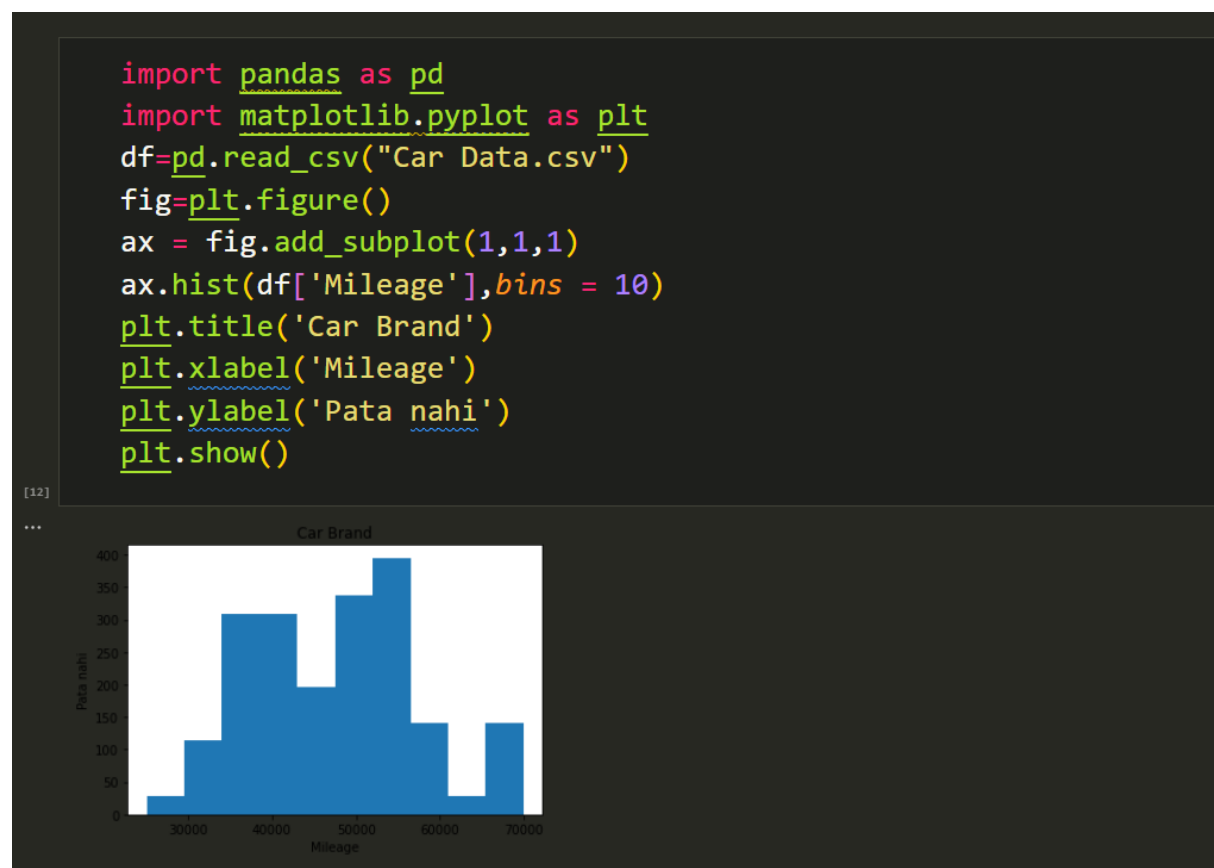 import pandas as pd
import matplotlib.pyplot as plt
df=pd.read_csv("Car Data.csv")
fig=plt.figure()
ax = fig.add_subplot(1,1,1)
ax.hist(df['Mileage'],bins = 10)
plt.title('Car Brand')
plt.xlabel('Mileage')
plt.ylabel('Pata nahi')
plt.show()
[12]
...
Car Brand
400
350
300
250
200
150
100
50
0
Pata nahi
30000 40000 50000 60000 70000
Mileage